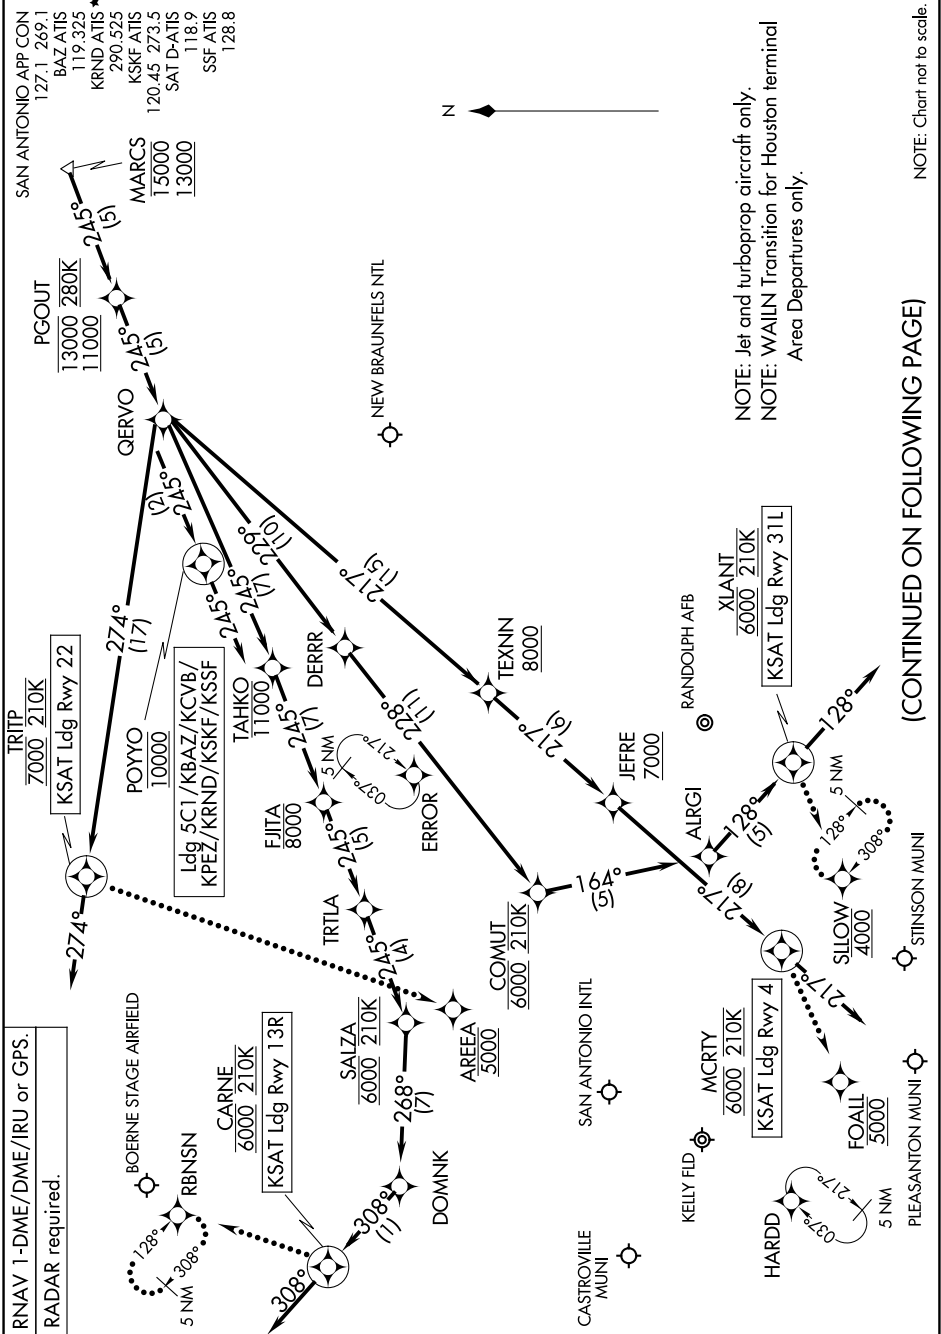 RNAV 1-DME/DME/IRU or GPS.
RADAR required.
SAN ANTONIO APP CON
127.1 269.1
BAZ ATIS
119.325
KRND ATIS★
290.525
KSKF ATIS
120.45 273.5
SAT D-ATIS
118.9
SSF ATIS
128.8
MARCS
15000
13000
245°
(5)
PGOUT
13000 280K
11000
245°
(5)
QERVO
274°
(17)
TRITP
7000 210K
KSAT Ldg Rwy 22
274°
(2)
245°
POYYO
10000
Ldg 5C1/KBAZ/KCVB/
KPEZ/KRND/KSKF/KSSF
245°
245°
(7)
TAHKO
11000
245°
(7)
FJITA
8000
245°
(5)
TRTLA
245°
(4)
SALZA
6000 210K
AREEA
5000
268°
(7)
DOMNK
308°
(1)
CARNE
6000 210K
KSAT Ldg Rwy 13R
308°
RBNSN
128°
308°
5 NM
BOERNE STAGE AIRFIELD
229°
(10)
DERRR
228°
(11)
COMUT
6000 210K
164°
(5)
ALRGI
128°
(5)
XLANT
6000 210K
KSAT Ldg Rwy 31L
128°
SLLOW
4000
128°
308°
5 NM
217°
(15)
TEXNN
8000
217°
(6)
JEFRE
7000
217°
(8)
MCRTY
6000 210K
KSAT Ldg Rwy 4
217°
FOALL
5000
HARDD
217°
037°
5 NM
ERROR
217°
037°
5 NM
NEW BRAUNFELS NTL
RANDOLPH AFB
SAN ANTONIO INTL
KELLY FLD
CASTROVILLE
MUNI
STINSON MUNI
PLEASANTON MUNI
N
NOTE: Jet and turboprop aircraft only.
NOTE: WAILN Transition for Houston terminal
Area Departures only.
(CONTINUED ON FOLLOWING PAGE)
NOTE: Chart not to scale.